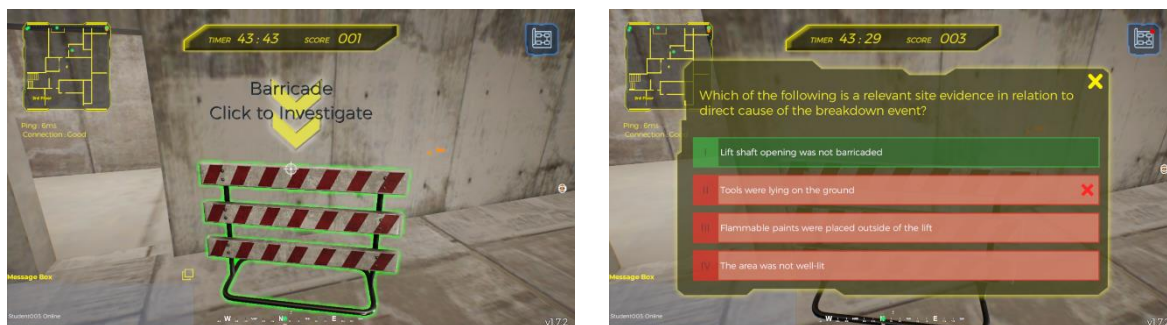 TIMER 43:43 SCORE 001
Barricade
Click to Investigate
Ping : 6ms
Connection : Good
Message Box
Student005 Online
W N E
v1.7.2
TIMER 43:29 SCORE 003
Which of the following is a relevant site evidence in relation to
direct cause of the breakdown event?
I Lift shaft opening was not barricaded
II Tools were lying on the ground
III Flammable paints were placed outside of the lift
IV The area was not well-lit
Ping : 6ms
Connection : Good
Message Box
Student005 Online
W N E
v1.7.2